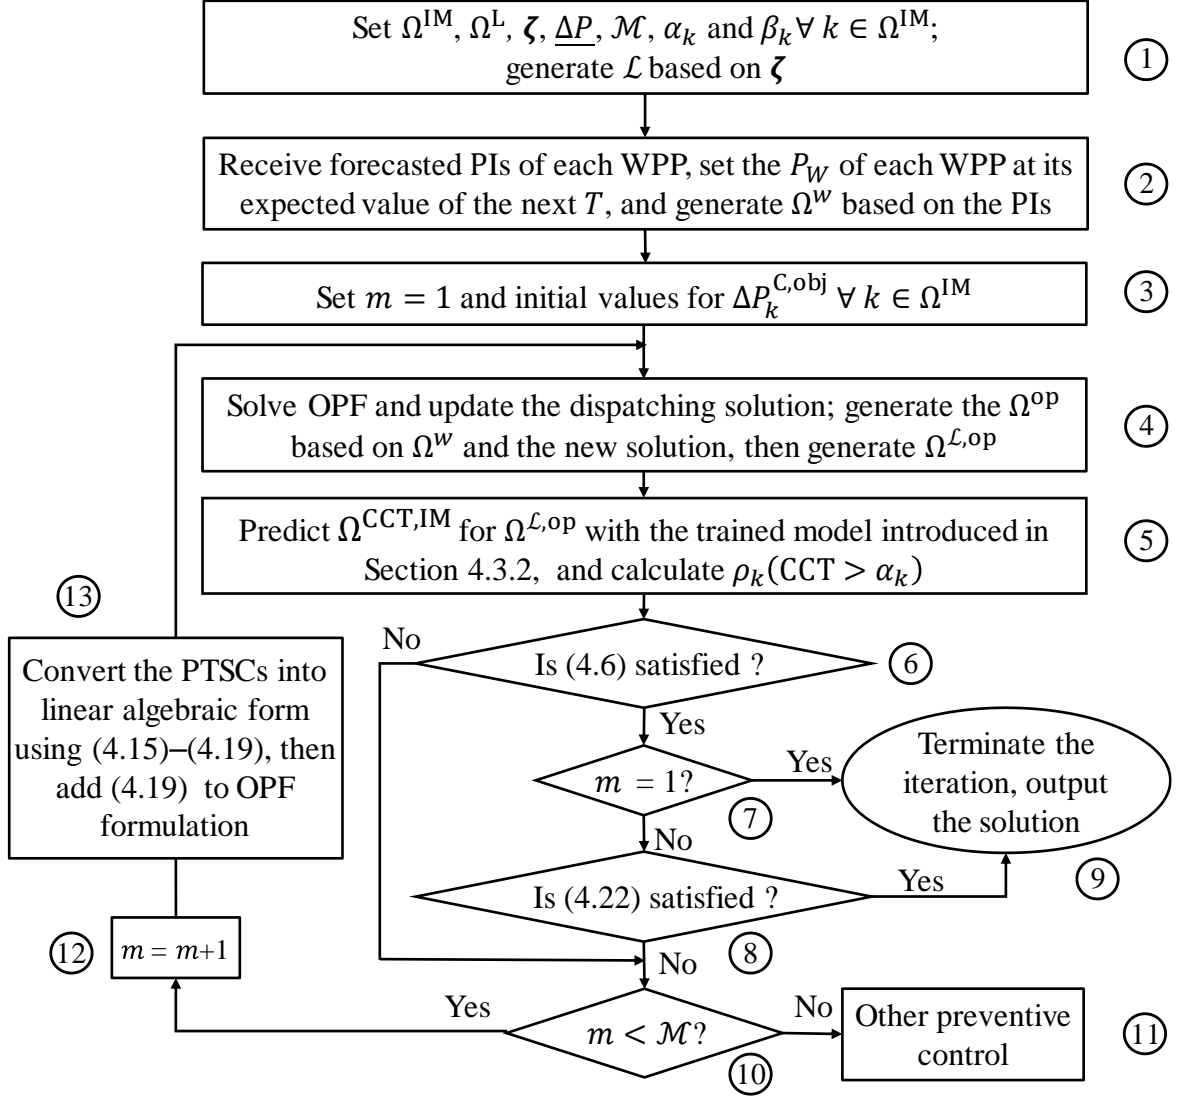 Set Ω^IM, Ω^L, ζ, ΔP, ℳ, α_k and β_k ∀ k ∈ Ω^IM;
generate ℒ based on ζ
1
Receive forecasted PIs of each WPP, set the P_W of each WPP at its
expected value of the next T, and generate Ω^w based on the PIs
2
Set m = 1 and initial values for ΔP_k^C,obj ∀ k ∈ Ω^IM
3
Solve OPF and update the dispatching solution; generate the Ω^op
based on Ω^w and the new solution, then generate Ω^ℒ,op
4
Predict Ω^CCT,IM for Ω^ℒ,op with the trained model introduced in
Section 4.3.2, and calculate ρ_k(CCT > α_k)
5
Is (4.6) satisfied ?
6
No
Yes
m = 1?
7
Yes
No
Is (4.22) satisfied ?
8
Yes
No
Terminate the
iteration, output
the solution
9
m < ℳ?
10
Yes
No
Other preventive
control
11
m = m+1
12
13
Convert the PTSCs into
linear algebraic form
using (4.15)–(4.19), then
add (4.19) to OPF
formulation